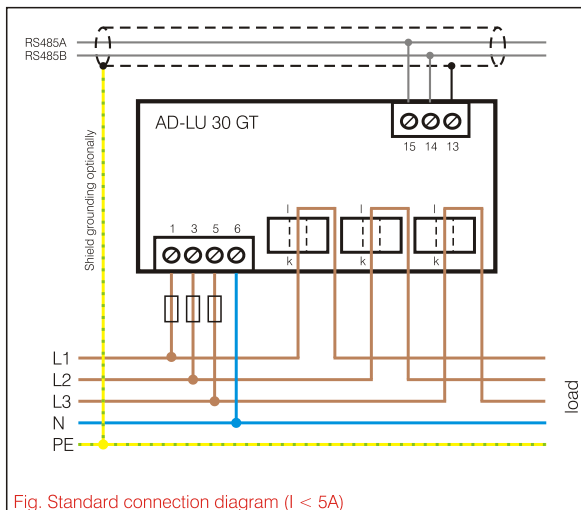 RS485A
RS485B
AD-LU 30 GT
15 14 13
Shield grounding optionally
l l l
1 3 5 6
k k k
L1
L2
L3
N
PE
load
Fig. Standard connection diagram (I < 5A)